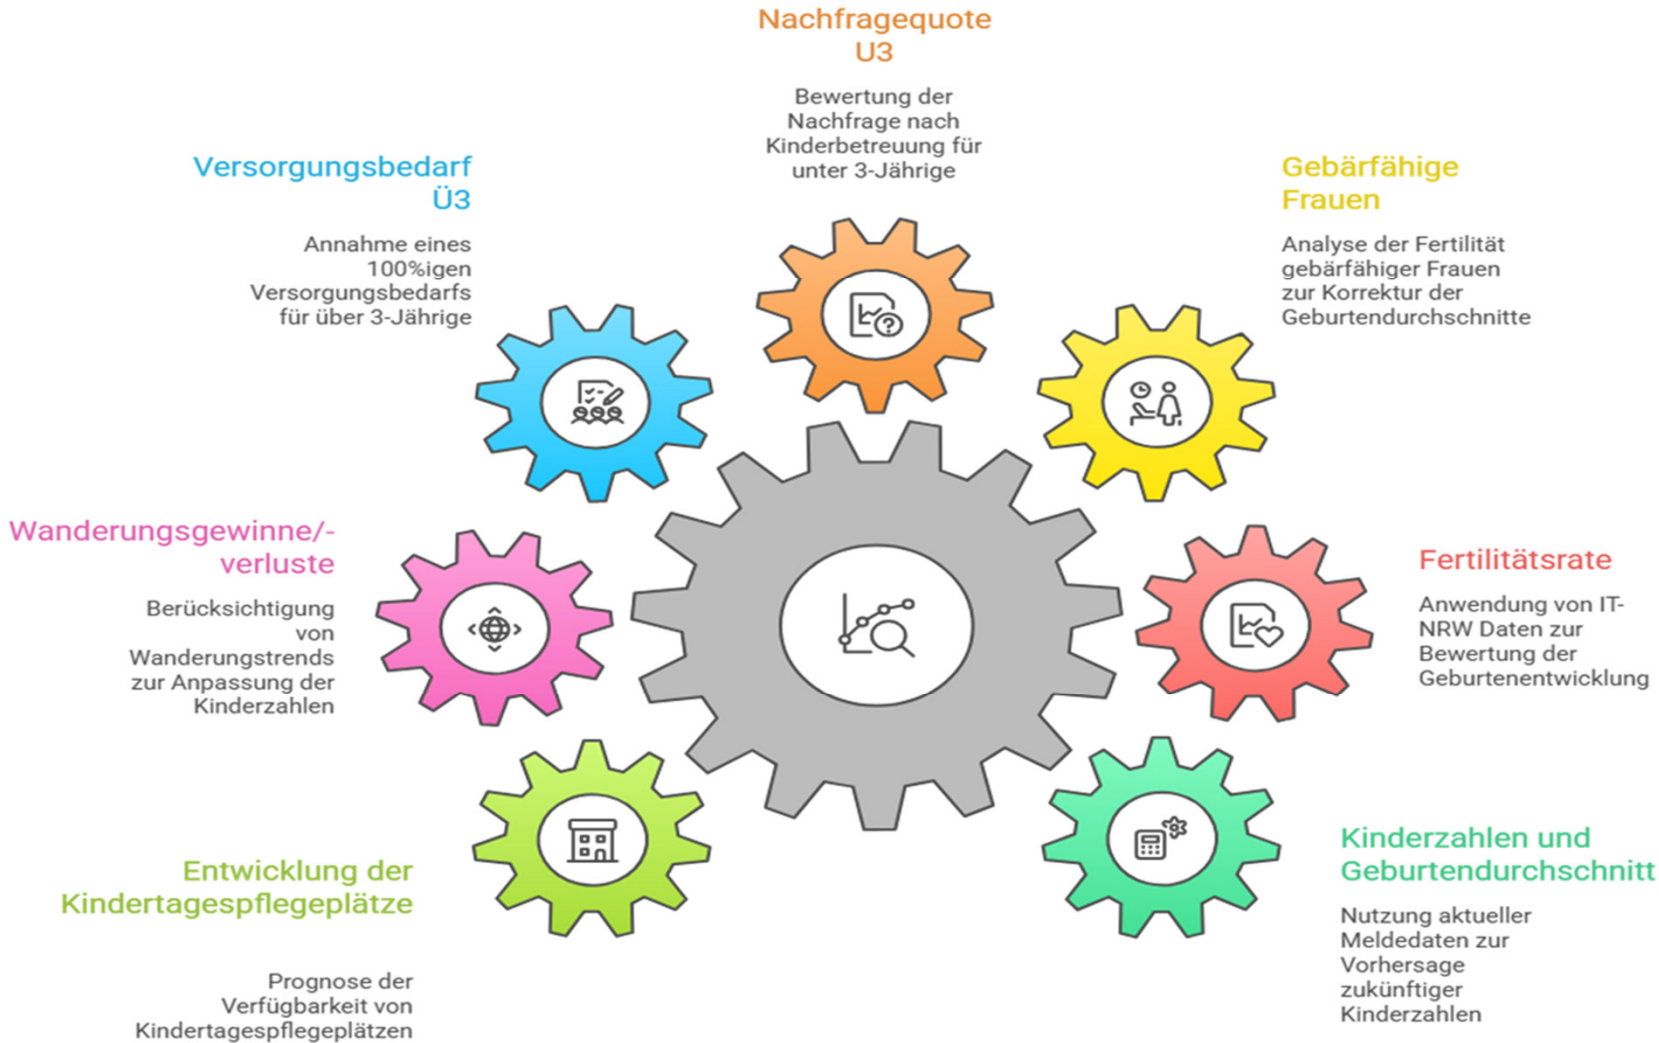 Nachfragequote
U3
Bewertung der
Nachfrage nach
Kinderbetreuung für
unter 3-Jährige
Versorgungsbedarf
Ü3
Annahme eines
100%igen
Versorgungsbedarfs
für über 3-Jährige
Gebärfähige
Frauen
Analyse der Fertilität
gebärfähiger Frauen
zur Korrektur der
Geburtendurchschnitte
Wanderungsgewinne/-
verluste
Berücksichtigung
von
Wanderungstrends
zur Anpassung der
Kinderzahlen
Fertilitätsrate
Anwendung von IT-
NRW Daten zur
Bewertung der
Geburtenentwicklung
Entwicklung der
Kindertagespflegeplätze
Prognose der
Verfügbarkeit von
Kindertagespflegeplätzen
Kinderzahlen und
Geburtendurchschnitt
Nutzung aktueller
Meldedaten zur
Vorhersage
zukünftiger
Kinderzahlen